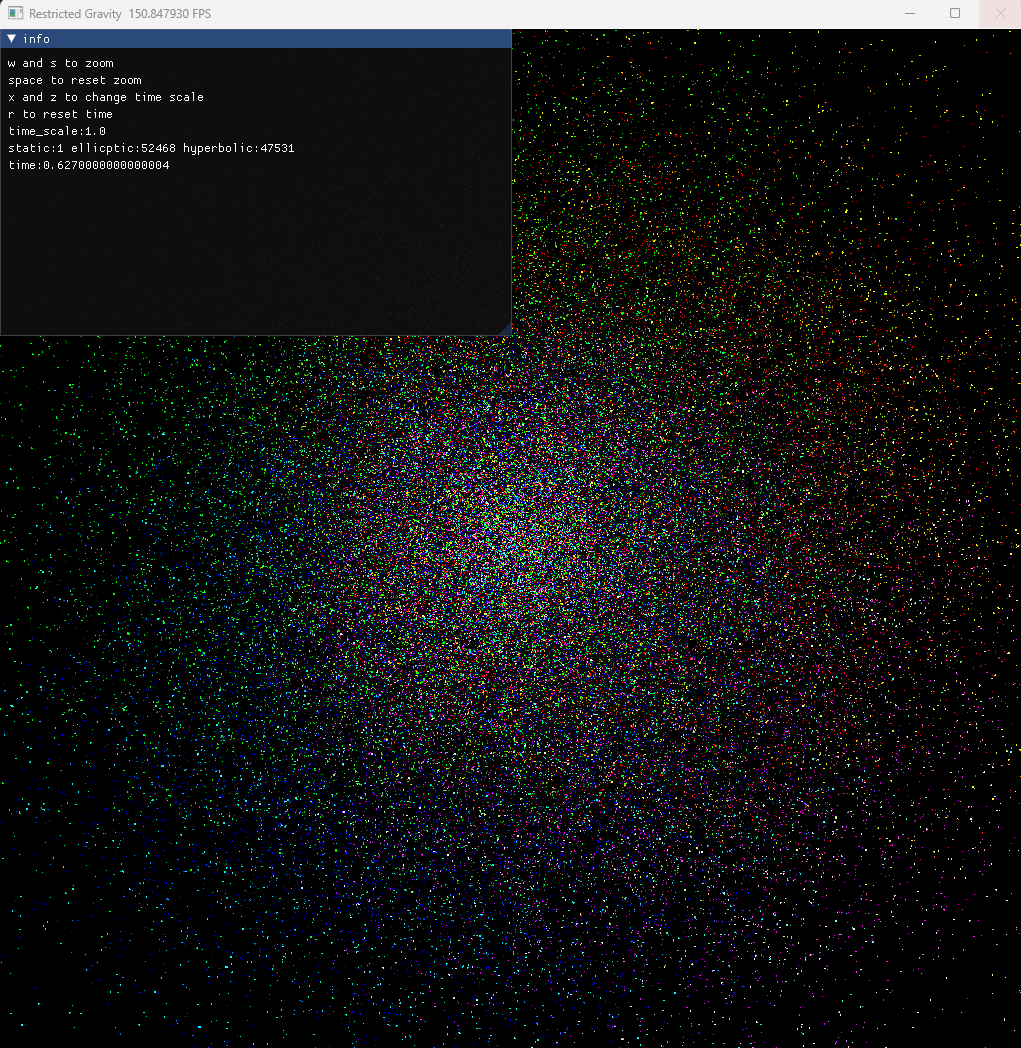 Restricted Gravity 150.847930 FPS
info
w and s to zoom
space to reset zoom
x and z to change time scale
r to reset time
time_scale:1.0
static:1 ellicptic:52468 hyperbolic:47531
time:0.6270000000000004